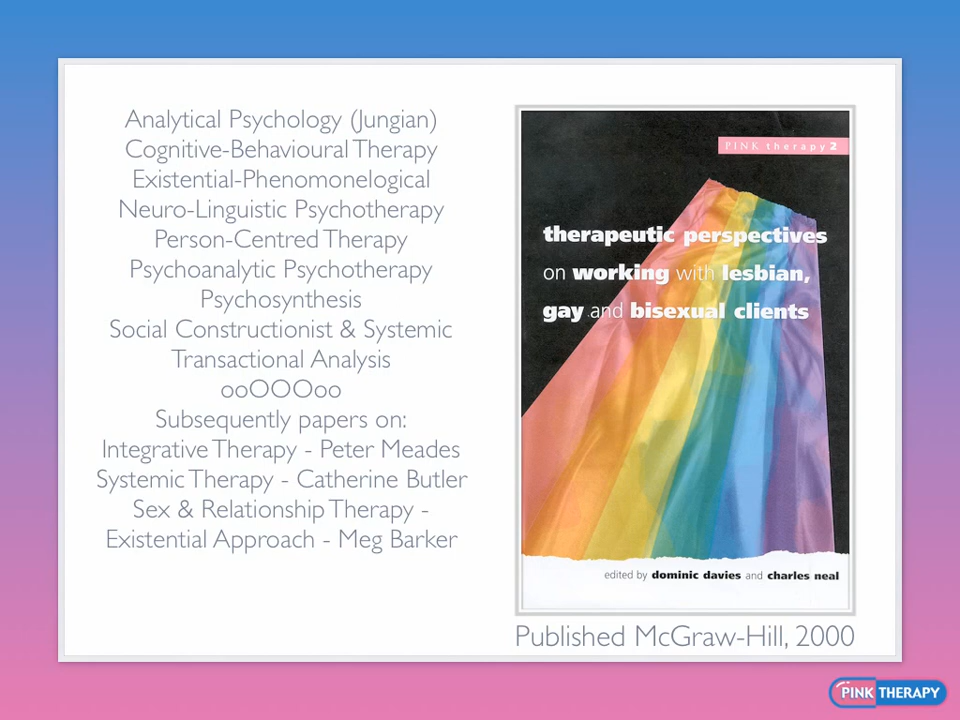 Analytical Psychology (Jungian)
Cognitive-Behavioural Therapy
Existential-Phenomonelogical
Neuro-Linguistic Psychotherapy
Person-Centred Therapy
Psychoanalytic Psychotherapy
Psychosynthesis
Social Constructionist & Systemic
Transactional Analysis
ooOOOoo
Subsequently papers on:
Integrative Therapy - Peter Meades
Systemic Therapy - Catherine Butler
Sex & Relationship Therapy -
Existential Approach - Meg Barker
PINK therapy 2
therapeutic perspectives
on working with lesbian,
gay and bisexual clients
edited by dominic davies and charles neal
Published McGraw-Hill, 2000
PINK THERAPY